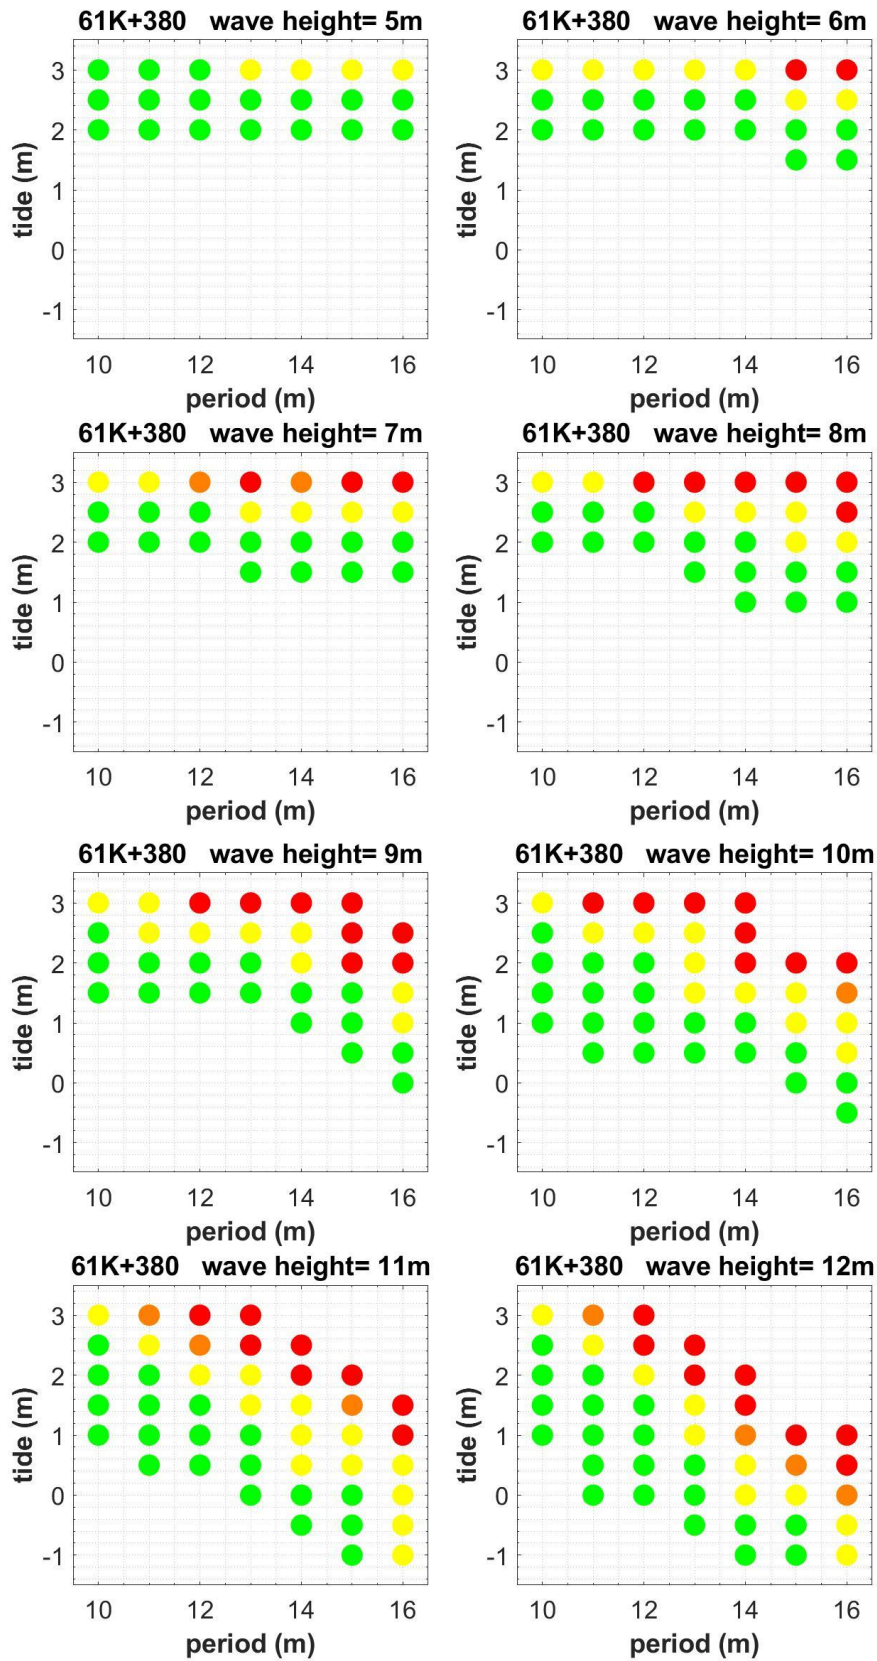 61K+380 wave height= 5m
3
2
1
0
-1
tide (m)
10 12 14 16
period (m)
61K+380 wave height= 6m
3
2
1
0
-1
tide (m)
10 12 14 16
period (m)
61K+380 wave height= 7m
3
2
1
0
-1
tide (m)
10 12 14 16
period (m)
61K+380 wave height= 8m
3
2
1
0
-1
tide (m)
10 12 14 16
period (m)
61K+380 wave height= 9m
3
2
1
0
-1
tide (m)
10 12 14 16
period (m)
61K+380 wave height= 10m
3
2
1
0
-1
tide (m)
10 12 14 16
period (m)
61K+380 wave height= 11m
3
2
1
0
-1
tide (m)
10 12 14 16
period (m)
61K+380 wave height= 12m
3
2
1
0
-1
tide (m)
10 12 14 16
period (m)